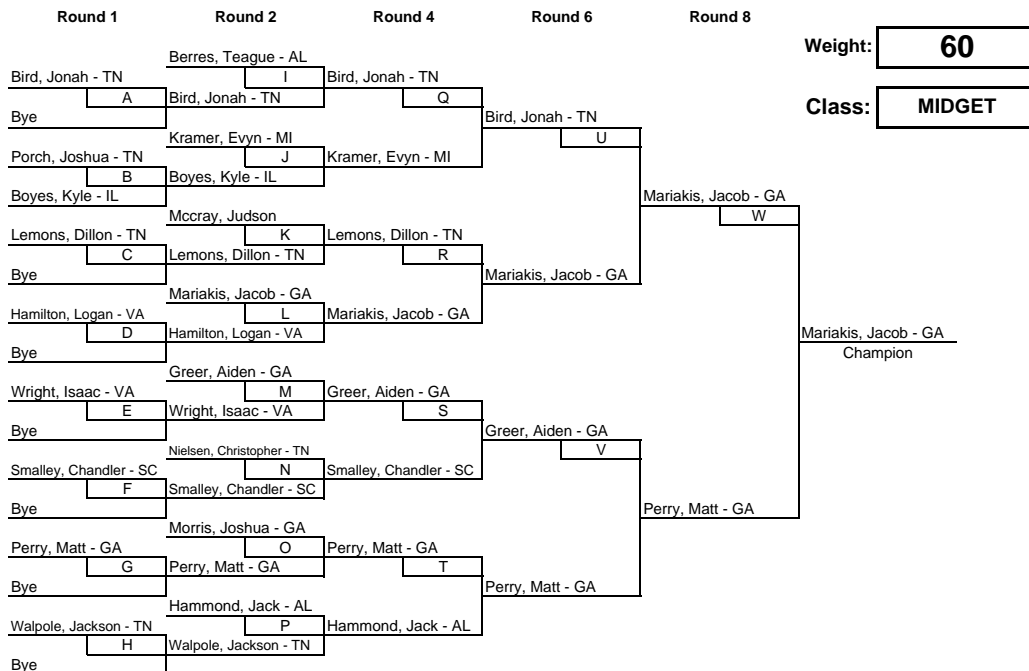 Round 1 Round 2 Round 4 Round 6 Round 8
Weight: 60
Berres, Teague - AL
Bird, Jonah - TN I Bird, Jonah - TN
A Bird, Jonah - TN Q
Class: MIDGET
Bye Bird, Jonah - TN
Kramer, Evyn - MI U
Porch, Joshua - TN J Kramer, Evyn - MI
B Boyes, Kyle - IL
Boyes, Kyle - IL Mariakis, Jacob - GA
Mccray, Judson W
Lemons, Dillon - TN K Lemons, Dillon - TN
C Lemons, Dillon - TN R
Bye Mariakis, Jacob - GA
Mariakis, Jacob - GA
Hamilton, Logan - VA L Mariakis, Jacob - GA
D Hamilton, Logan - VA Mariakis, Jacob - GA
Bye Champion
Greer, Aiden - GA
Wright, Isaac - VA M Greer, Aiden - GA
E Wright, Isaac - VA S
Bye Greer, Aiden - GA
Nielsen, Christopher - TN V
Smalley, Chandler - SC N Smalley, Chandler - SC
F Smalley, Chandler - SC
Bye Perry, Matt - GA
Morris, Joshua - GA
Perry, Matt - GA O Perry, Matt - GA
G Perry, Matt - GA T
Bye Perry, Matt - GA
Hammond, Jack - AL
Walpole, Jackson - TN P Hammond, Jack - AL
H Walpole, Jackson - TN
Bye